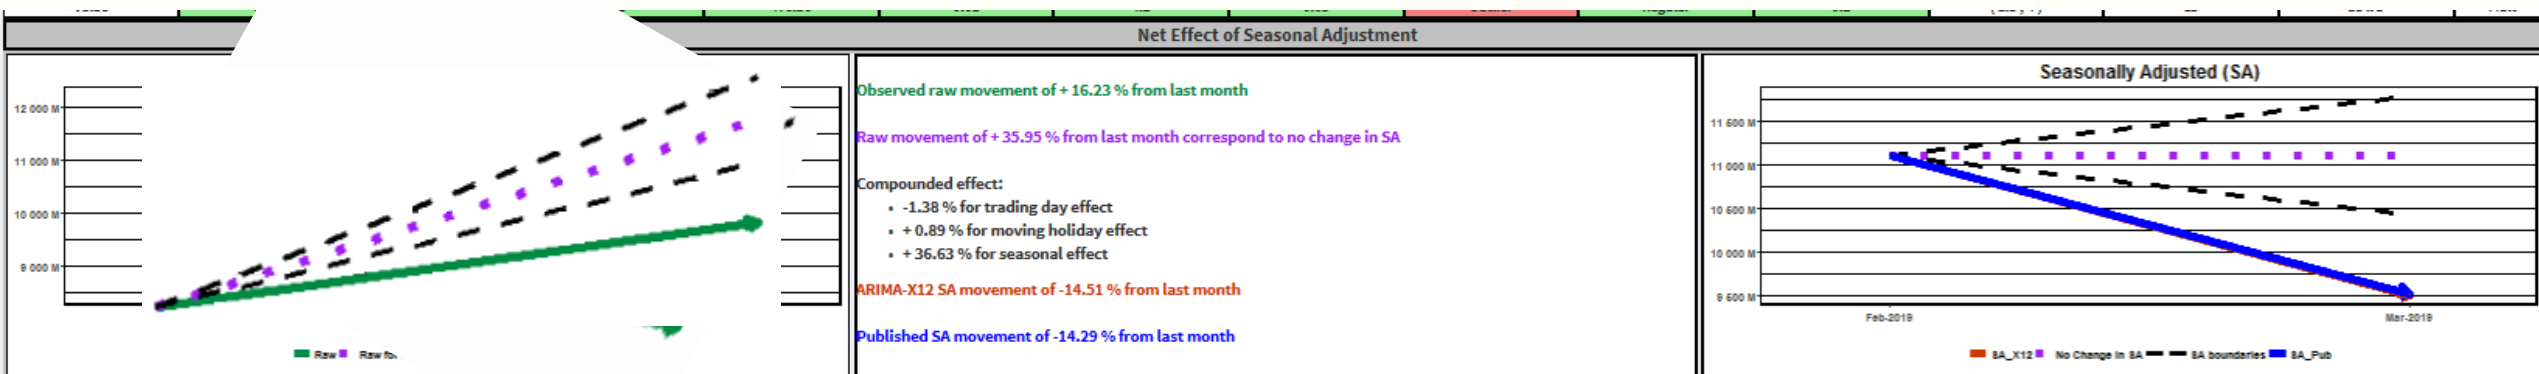 Net Effect of Seasonal Adjustment
12 000 M
11 000 M
10 000 M
9 000 M
Raw
Raw
Observed raw movement of + 16.23 % from last month
Raw movement of + 35.95 % from last month correspond to no change in SA
Compounded effect:
• -1.38 % for trading day effect
• + 0.89 % for moving holiday effect
• + 36.63 % for seasonal effect
ARIMA-X12 SA movement of -14.51 % from last month
Published SA movement of -14.29 % from last month
Seasonally Adjusted (SA)
11 500 M
11 000 M
10 500 M
10 000 M
9 500 M
Feb-2019 Mar-2019
SA_X12 No Change in SA SA boundaries SA_Pub